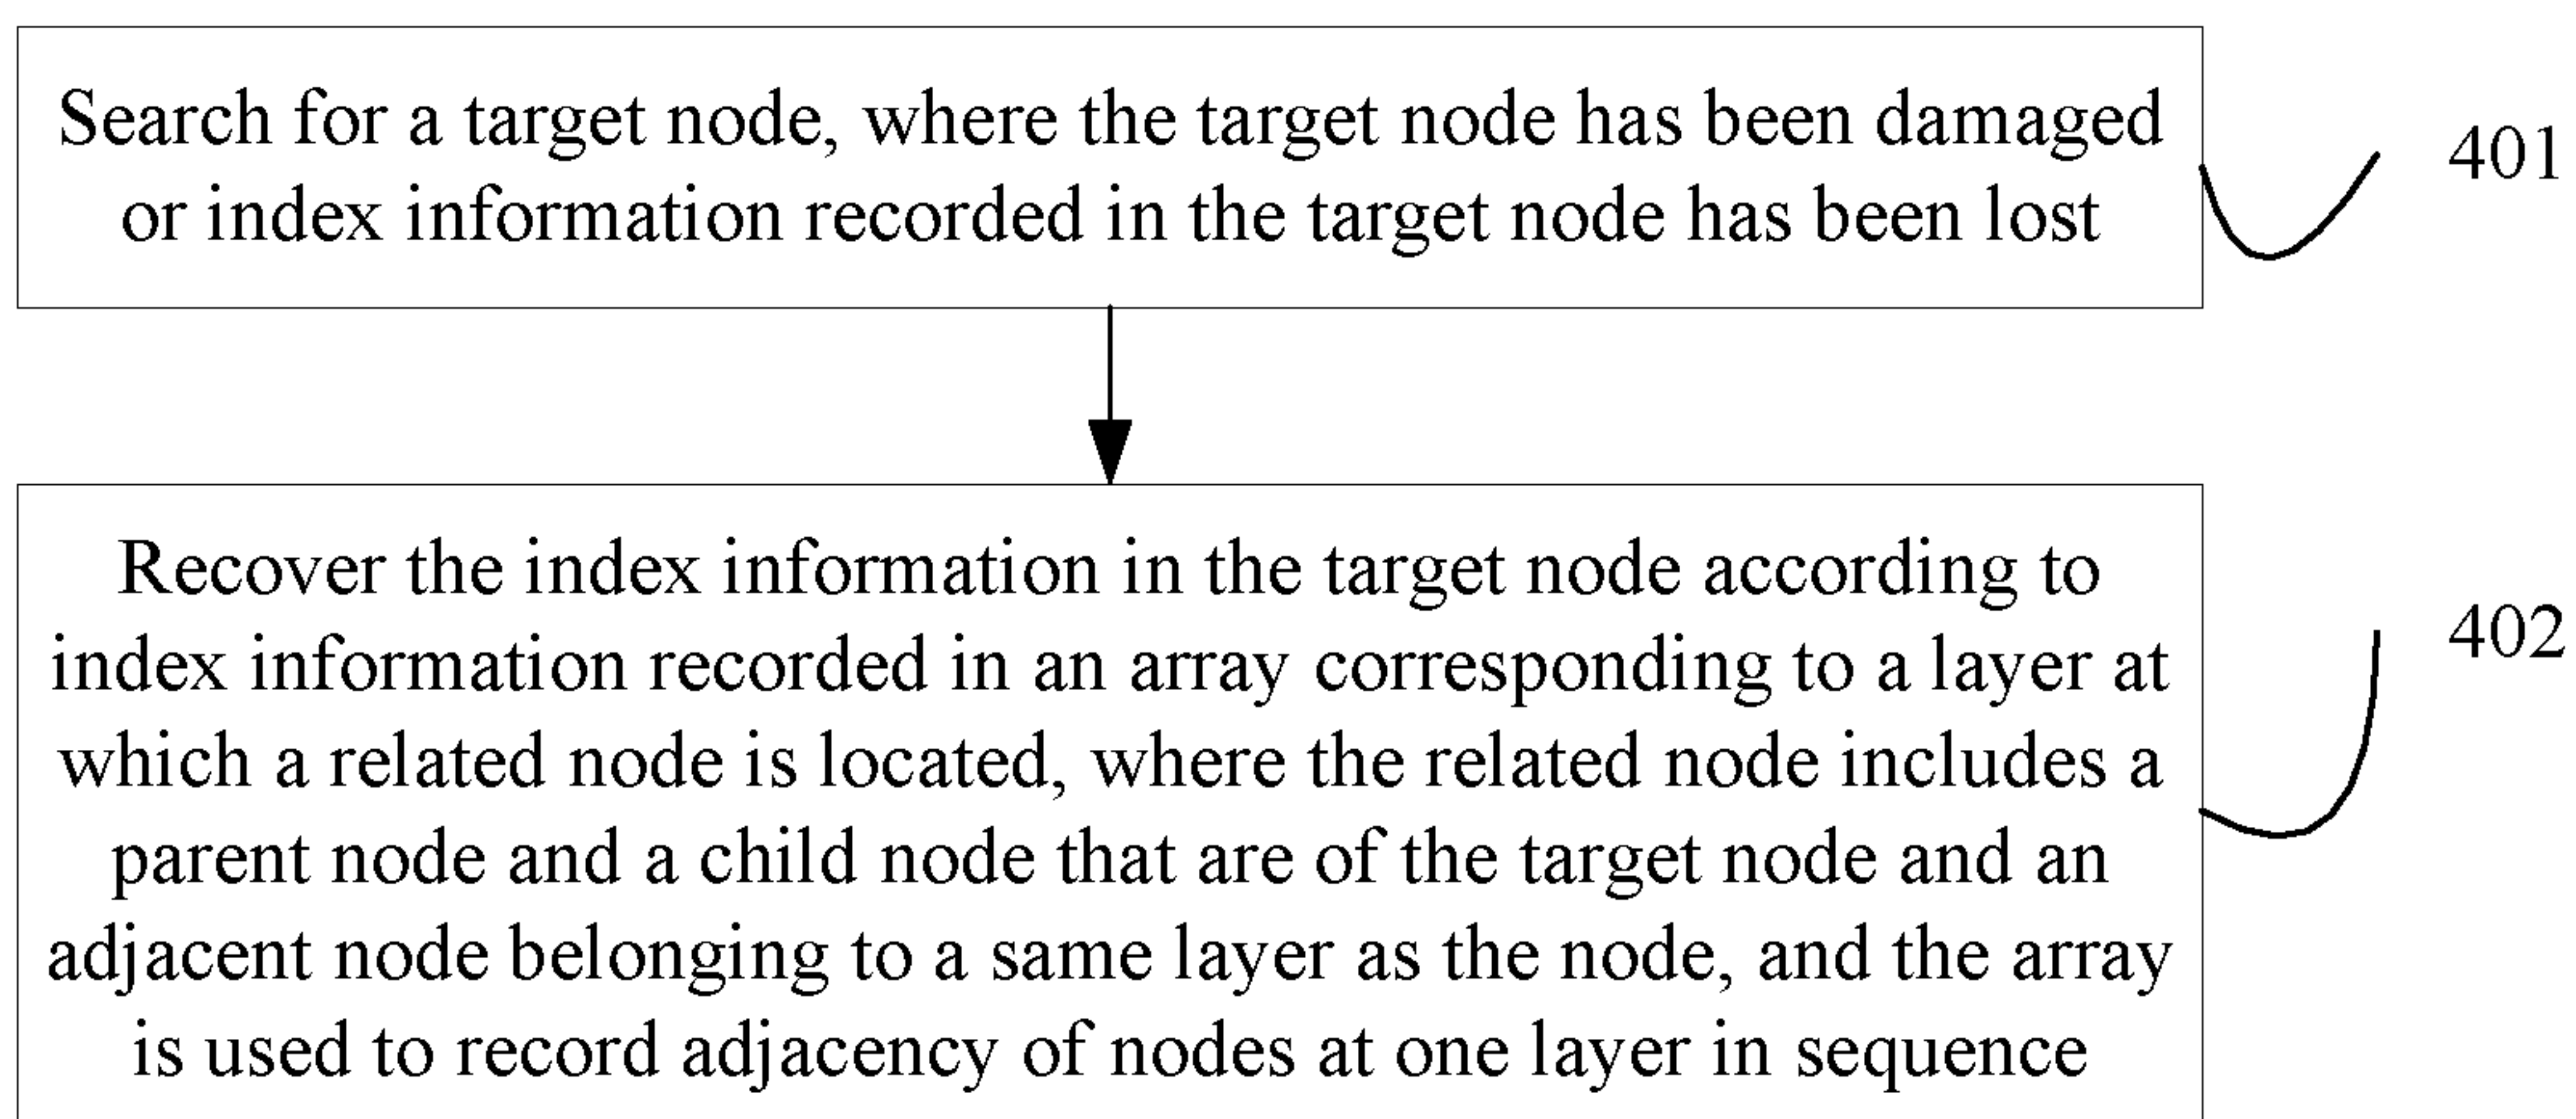 Search for a target node, where the target node has been damaged
or index information recorded in the target node has been lost
401
Recover the index information in the target node according to
index information recorded in an array corresponding to a layer at
which a related node is located, where the related node includes a
parent node and a child node that are of the target node and an
adjacent node belonging to a same layer as the node, and the array
is used to record adjacency of nodes at one layer in sequence
402